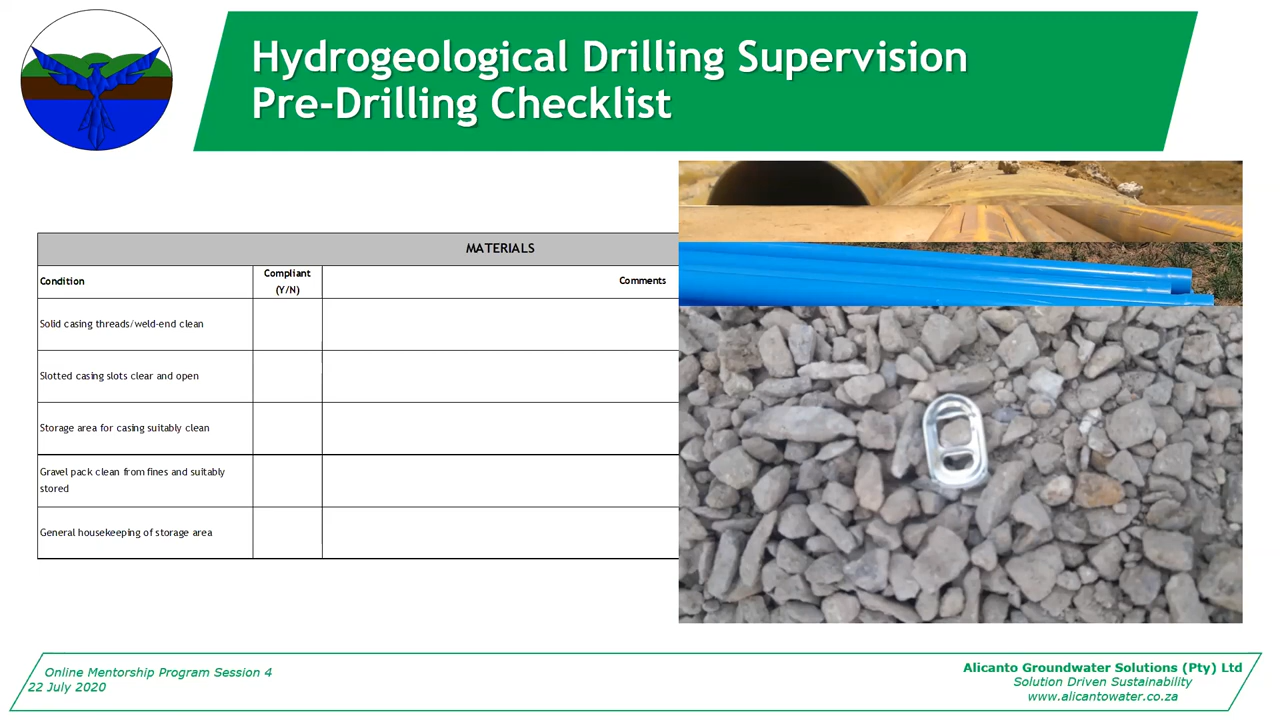 Hydrogeological Drilling Supervision
Pre-Drilling Checklist
MATERIALS
Condition
Compliant
(Y/N)
Comments
Solid casing threads/weld-end clean
Slotted casing slots clear and open
Storage area for casing suitably clean
Gravel pack clean from fines and suitably
stored
General housekeeping of storage area
Online Mentorship Program Session 4
22 July 2020
Alicanto Groundwater Solutions (Pty) Ltd
Solution Driven Sustainability
www.alicantowater.co.za